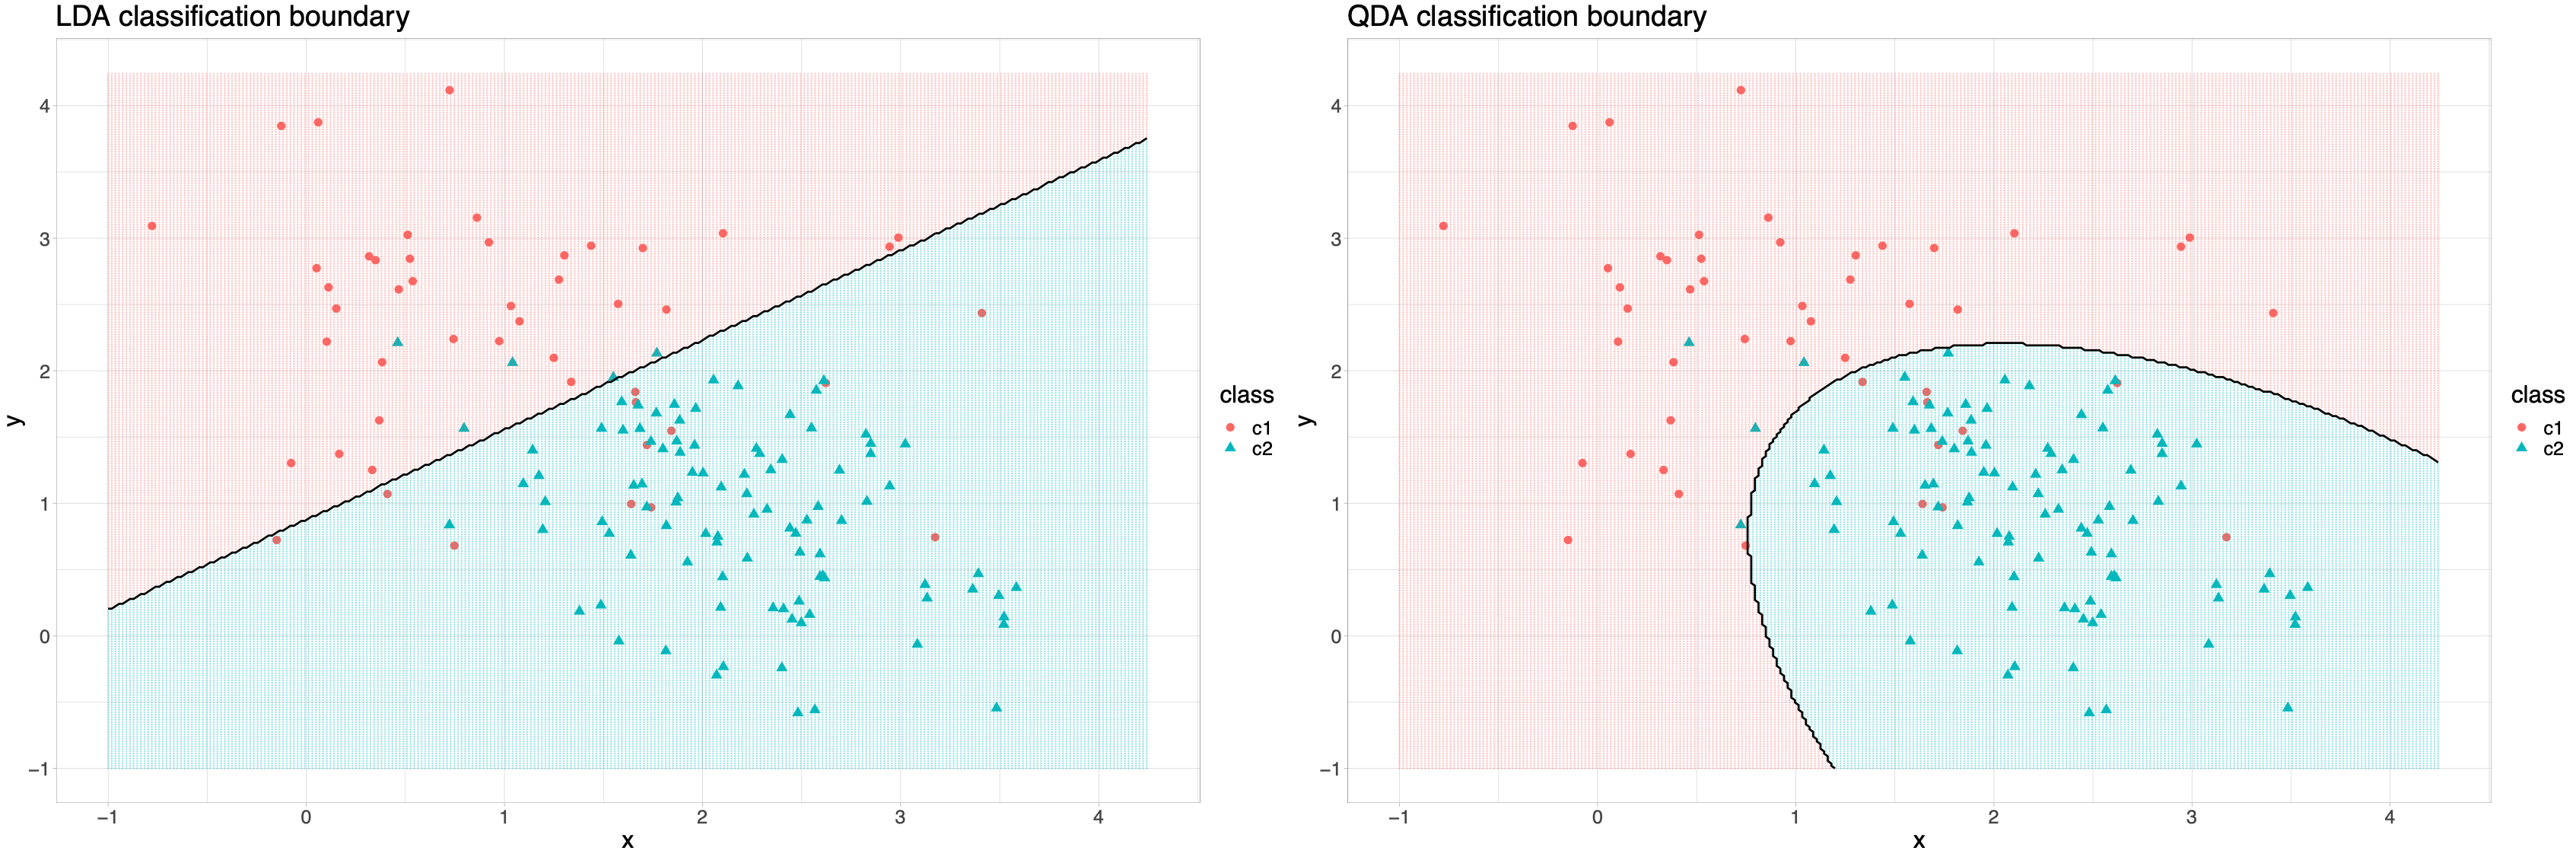 LDA classification boundary
4
3
2
1
0
−1
y
−1 0 1 2 3 4
x
class
c1
c2
QDA classification boundary
4
3
2
1
0
−1
y
−1 0 1 2 3 4
x
class
c1
c2